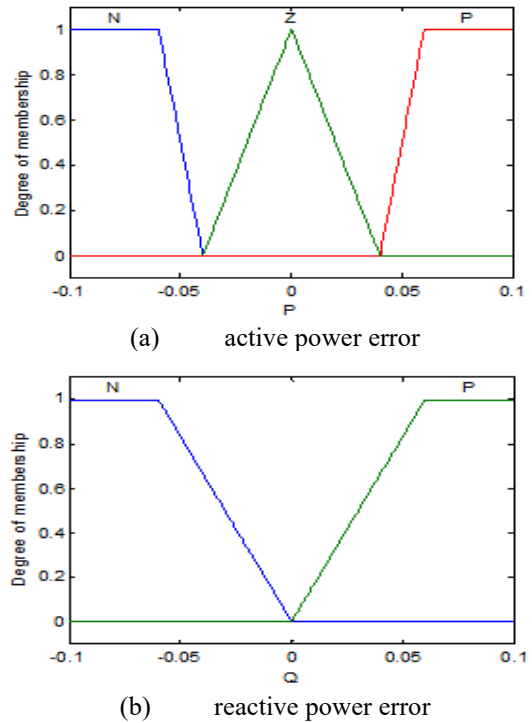 N Z P
1
0.8
0.6
0.4
0.2
0
Degree of membership
-0.1 -0.05 0 0.05 0.1
P
(a) active power error
N P
1
0.8
0.6
0.4
0.2
0
Degree of membership
-0.1 -0.05 0 0.05 0.1
Q
(b) reactive power error